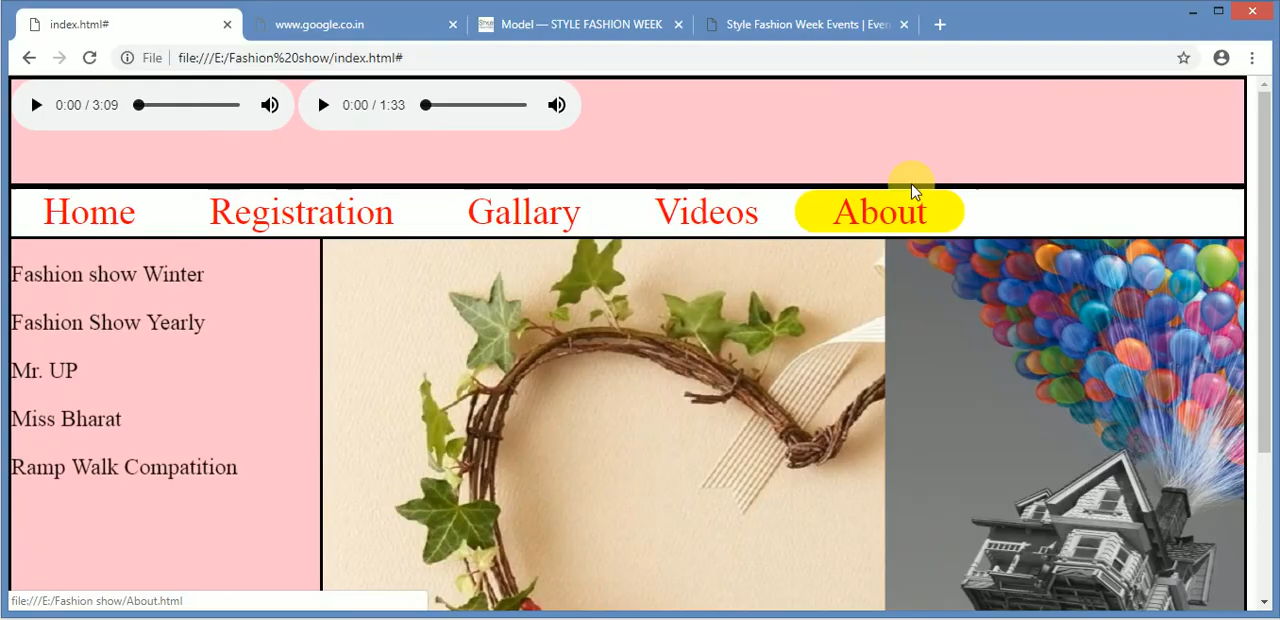 index.html#
www.google.co.in
Model — STYLE FASHION WEEK
Style Fashion Week Events | Even
File
file:///E:/Fashion%20show/index.html#
0:00 / 3:09
0:00 / 1:33
Home Registration Gallary Videos About
Fashion show Winter
Fashion Show Yearly
Mr. UP
Miss Bharat
Ramp Walk Compatition
file:///E:/Fashion show/About.html